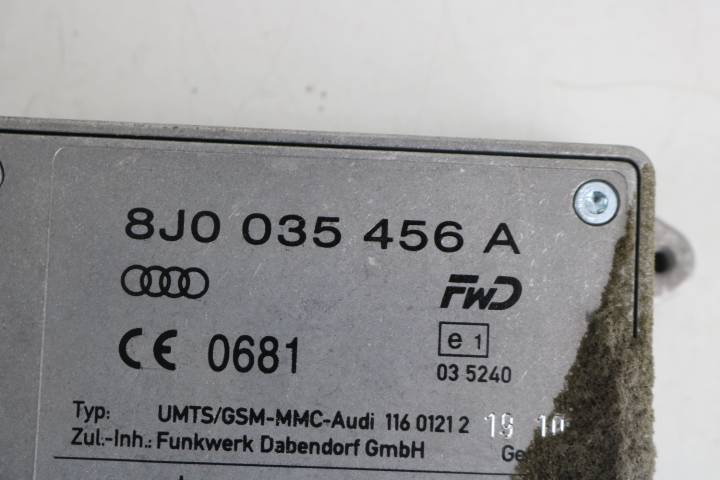 8J0 035 456 A
FWD
CE 0681
e 1
03 5240
Typ: UMTS/GSM-MMC-Audi 116 0121 2
Zul.-Inh.: Funkwerk Dabendorf GmbH